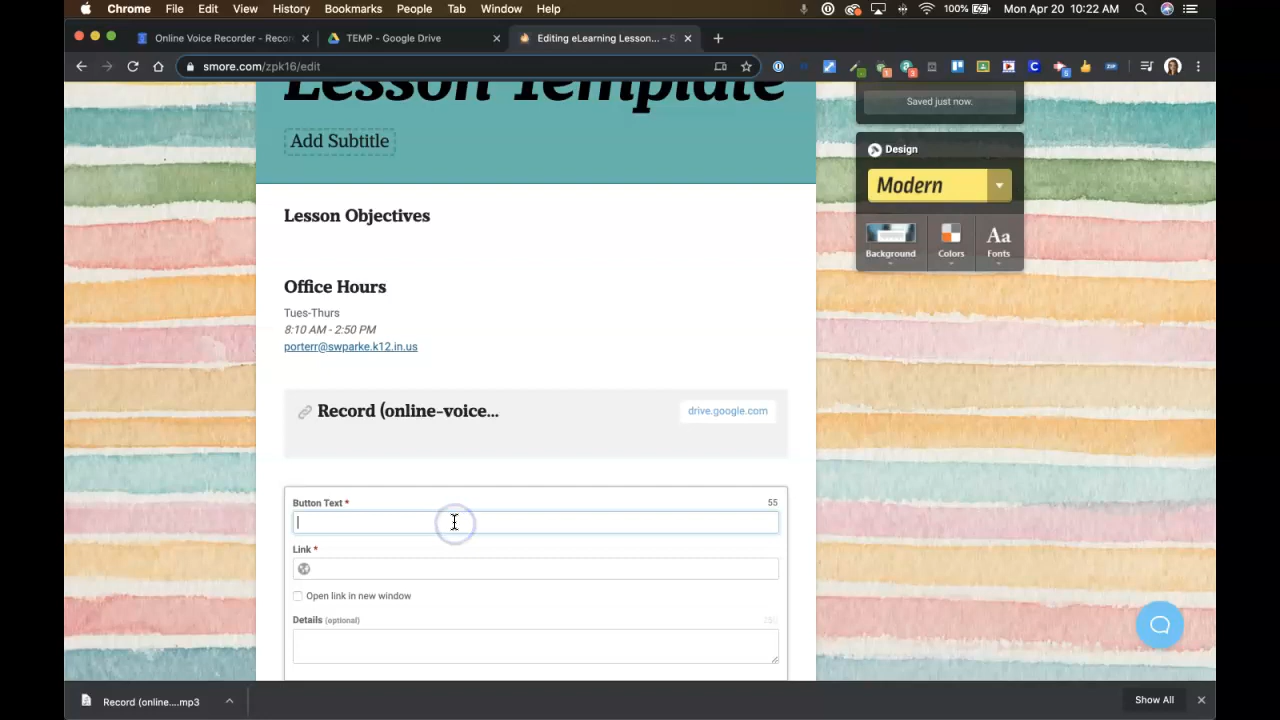 Chrome File Edit View History Bookmarks People Tab Window Help
100% Mon Apr 20 10:22 AM
Online Voice Recorder - Recor
TEMP - Google Drive
Editing eLearning Lesson... - S
smore.com/zpk16/edit
Lesson Template
Saved just now.
Add Subtitle
Design
Modern
Lesson Objectives
Background
Colors
Aa
Fonts
Office Hours
Tues-Thurs
8:10 AM - 2:50 PM
porterr@swparke.k12.in.us
Record (online-voice...
drive.google.com
Button Text *
55
Link *
Open link in new window
Details (optional)
Record (online....mp3
Show All